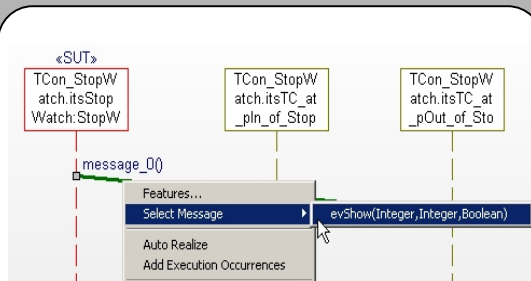 «SUT»
TCon_StopW
atch.itsStop
Watch:StopW
TCon_StopW
atch.itsTC_at
_pIn_of_Stop
TCon_StopW
atch.itsTC_at
_pOut_of_Sto
message_0()
Features...
Select Message
evShow(Integer,Integer,Boolean)
Auto Realize
Add Execution Occurrences